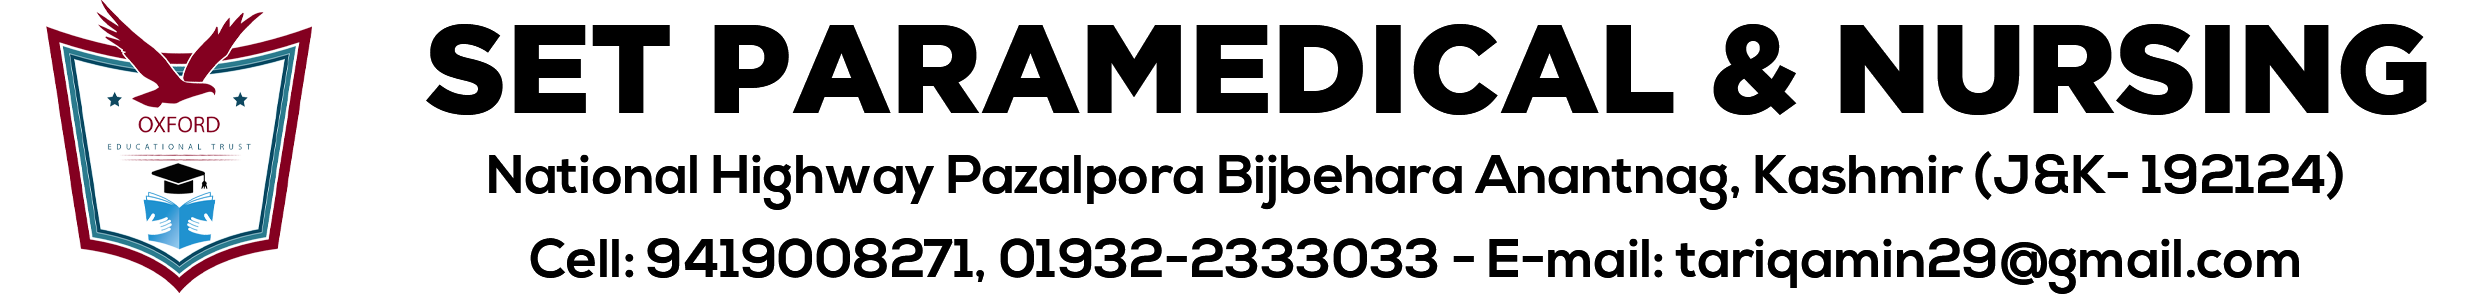 OXFORD
EDUCATIONAL TRUST
SET PARAMEDICAL & NURSING
National Highway Pazalpora Bijbehara Anantnag, Kashmir (J&K- 192124)
Cell: 9419008271, 01932-2333033 - E-mail: tariqamin29@gmail.com